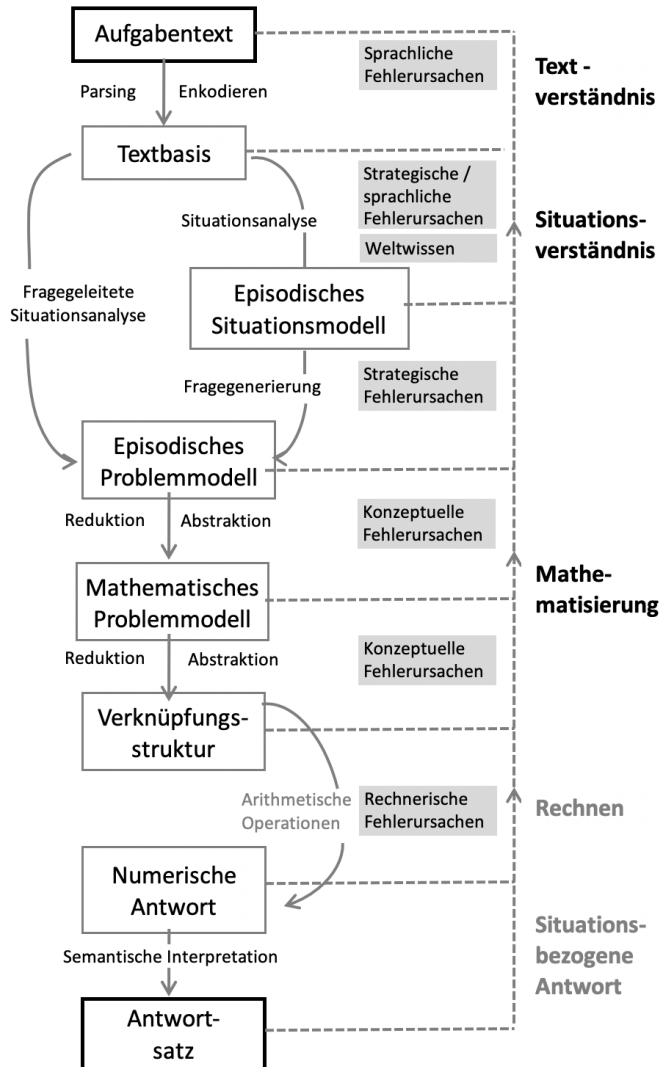 Aufgabentext
Sprachliche
Fehlerursachen
Text -
verständnis
Parsing
Enkodieren
Textbasis
Strategische /
sprachliche
Fehlerursachen
Situationsanalyse
Situations-
verständnis
Weltwissen
Fragegeleitete
Situationsanalyse
Episodisches
Situationsmodell
Fragegenerierung
Strategische
Fehlerursachen
Episodisches
Problemmodell
Reduktion
Abstraktion
Konzeptuelle
Fehlerursachen
Mathematisches
Problemmodell
Mathe-
matisierung
Reduktion
Abstraktion
Konzeptuelle
Fehlerursachen
Verknüpfungs-
struktur
Arithmetische
Operationen
Rechnerische
Fehlerursachen
Rechnen
Numerische
Antwort
Situations-
bezogene
Antwort
Semantische Interpretation
Antwort-
satz